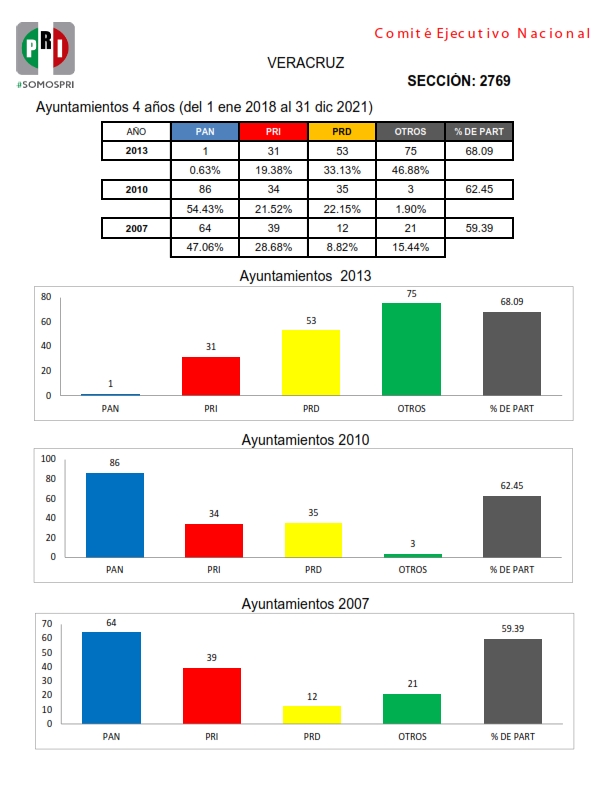 Comité Ejecutivo Nacional
PRI
#SOMOSPRI
VERACRUZ
SECCIÒN: 2769
Ayuntamientos 4 años (del 1 ene 2018 al 31 dic 2021)
AÑO PAN PRI PRD OTROS % DE PART
2013 1 31 53 75 68.09
0.63% 19.38% 33.13% 46.88%
2010 86 34 35 3 62.45
54.43% 21.52% 22.15% 1.90%
2007 64 39 12 21 59.39
47.06% 28.68% 8.82% 15.44%
Ayuntamientos 2013
80
60
40
20
0
1 31 53 75 68.09
PAN PRI PRD OTROS % DE PART
Ayuntamientos 2010
100
80
60
40
20
0
86 34 35 3 62.45
PAN PRI PRD OTROS % DE PART
Ayuntamientos 2007
70
60
50
40
30
20
10
0
64 39 12 21 59.39
PAN PRI PRD OTROS % DE PART